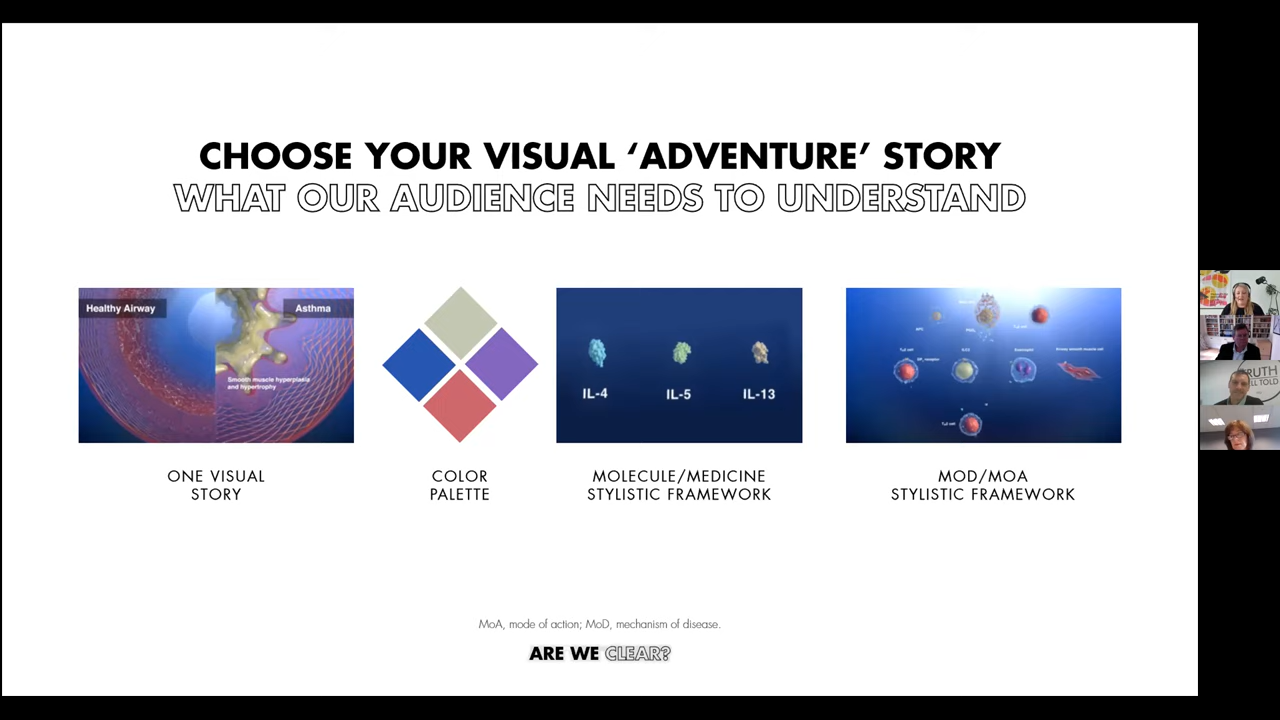 CHOOSE YOUR VISUAL ‘ADVENTURE’ STORY
WHAT OUR AUDIENCE NEEDS TO UNDERSTAND
Healthy Airway
Asthma
Smooth muscle hyperplasia
and hypertrophy
IL-4
IL-5
IL-13
ONE VISUAL
STORY
COLOR
PALETTE
MOLECULE/MEDICINE
STYLISTIC FRAMEWORK
MOD/MOA
STYLISTIC FRAMEWORK
MoA, mode of action; MoD, mechanism of disease.
ARE WE CLEAR?
TOLD